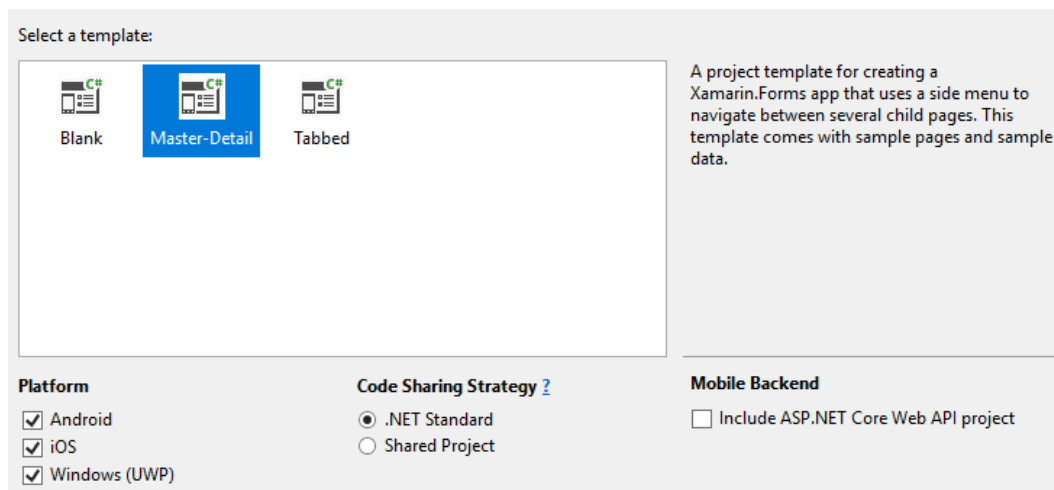 Select a template:
C# C# C#
Blank Master-Detail Tabbed
A project template for creating a
Xamarin.Forms app that uses a side menu to
navigate between several child pages. This
template comes with sample pages and sample
data.
Platform
Android
iOS
Windows (UWP)
Code Sharing Strategy ?
.NET Standard
Shared Project
Mobile Backend
Include ASP.NET Core Web API project